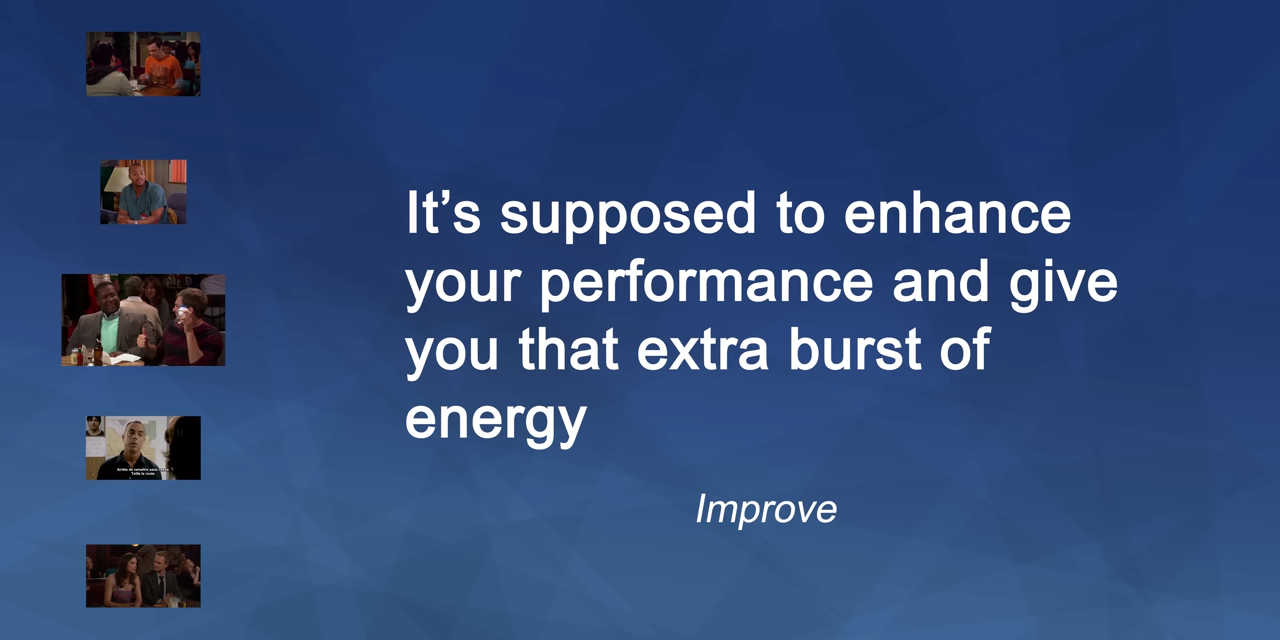 It’s supposed to enhance
your performance and give
you that extra burst of
energy
Improve